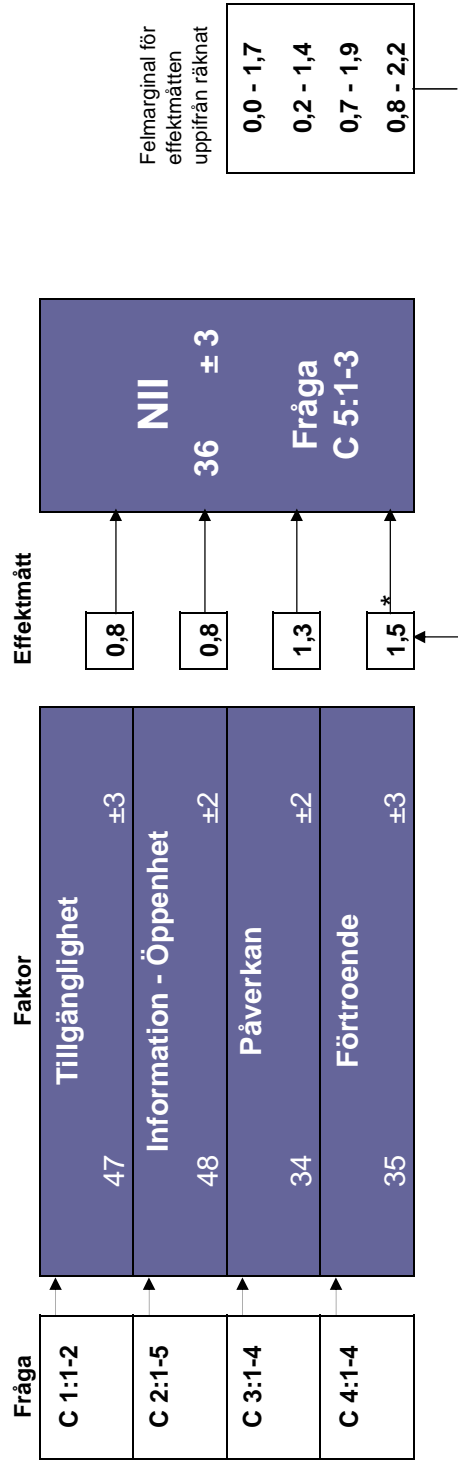 Fråga
Faktor
Effektmått
Felmarginal för
effektmåtten
uppifrån räknat
C 1:1-2
Tillgänglighet
47 ±3
0,8
C 2:1-5
Information - Öppenhet
48 ±2
0,8
C 3:1-4
Påverkan
34 ±2
1,3
C 4:1-4
Förtroende
35 ±3
1,5
*
NII
36 ± 3
Fråga
C 5:1-3
0,0 - 1,7
0,2 - 1,4
0,7 - 1,9
0,8 - 2,2